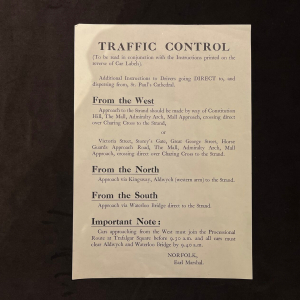 TRAFFIC CONTROL
(To be used in conjunction with the Instructions printed on the
reverse of Car Labels)
Additional Instructions to Drivers going DIRECT to, and
dispersing from, St. Paul's Cathedral.
From the West
Approach to the Strand should be made by way of Constitution
Hill, The Mall, Admiralty Arch, Mall Approach, crossing direct
over Charing Cross to the Strand,
or
Victoria Street, Storey's Gate, Great George Street, Horse
Guards Approach Road, The Mall, Admiralty Arch, Mall
Approach, crossing direct over Charing Cross to the Strand.
From the North
Approach via Kingsway, Aldwych (western arm) to the Strand.
From the South
Approach via Waterloo Bridge direct to the Strand.
Important Note:
Cars approaching from the West must join the Processional
Route at Trafalgar Square before 9.30 a.m. and all cars must
clear Aldwych and Waterloo Bridge by 9.40 a.m.
NORFOLK,
Earl Marshal.